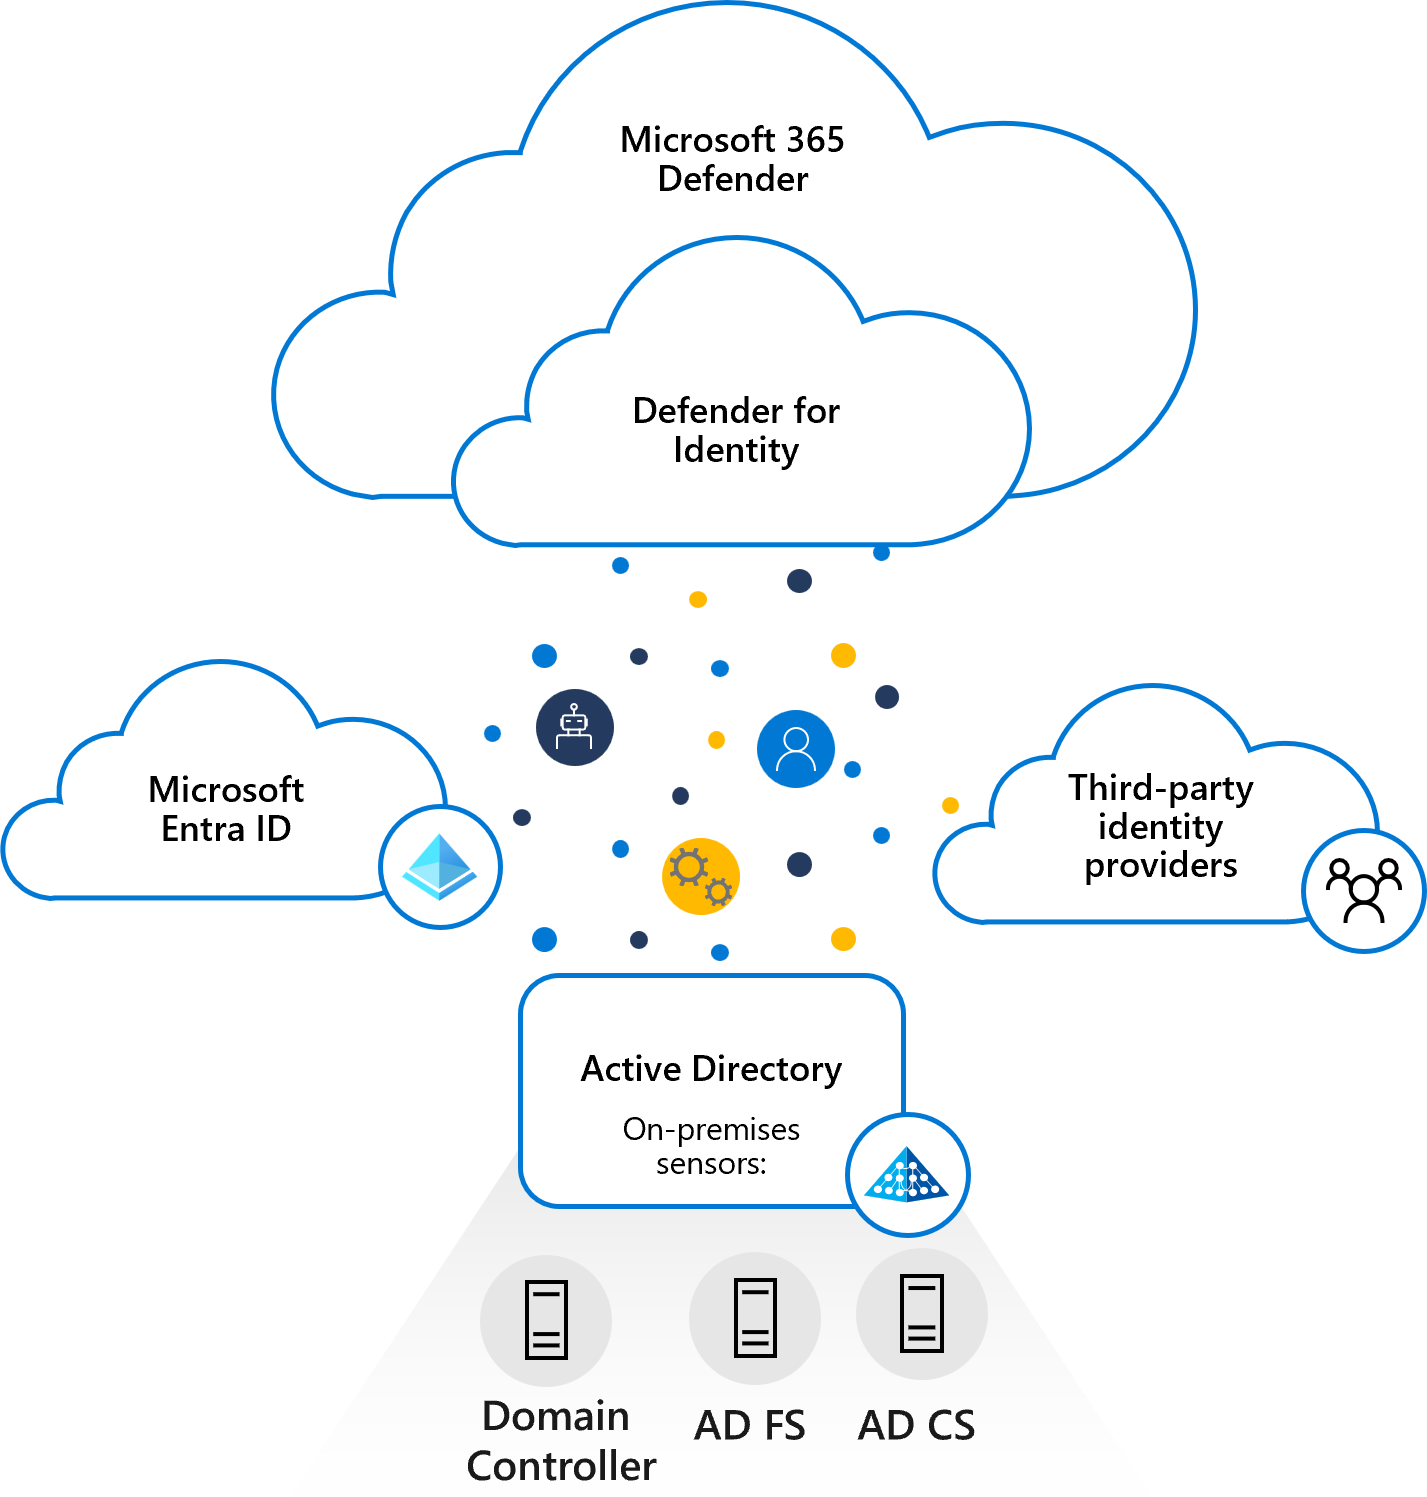 Microsoft 365
Defender
Defender for
Identity
Microsoft
Entra ID
Third-party
identity
providers
Active Directory
On-premises
sensors:
Domain
Controller
AD FS
AD CS